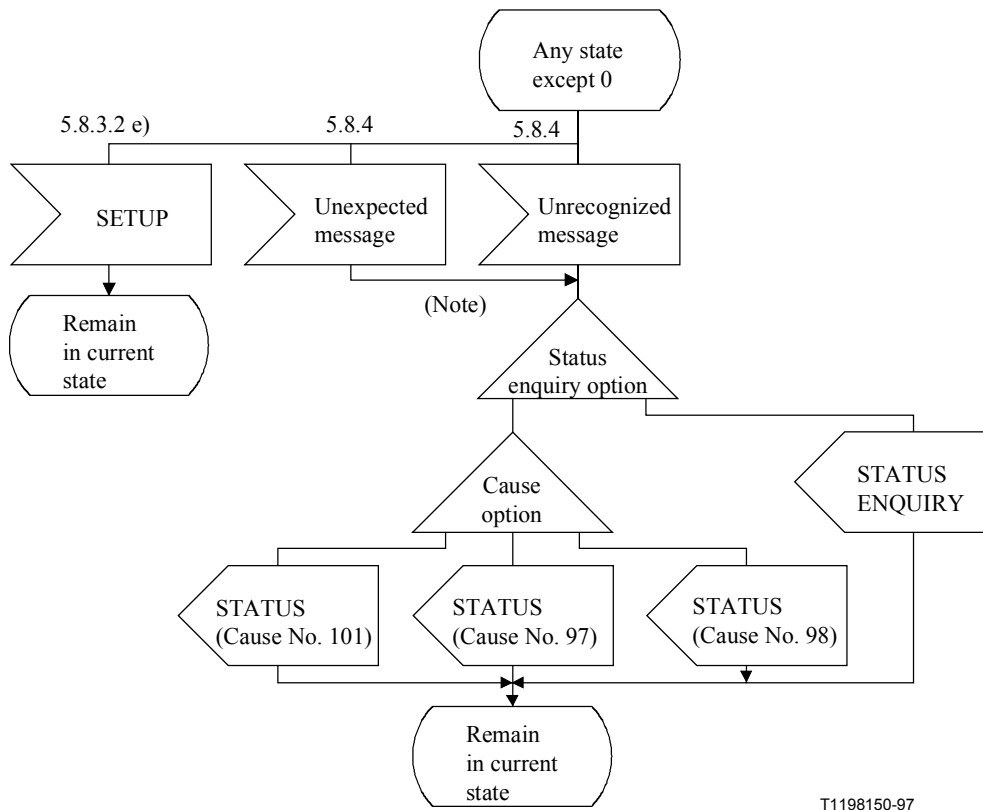 Any state
except 0
5.8.3.2 e)
5.8.4
5.8.4
SETUP
Unexpected
message
Unrecognized
message
(Note)
Remain
in current
state
Status
enquiry option
Cause
option
STATUS
ENQUIRY
STATUS
(Cause No. 101)
STATUS
(Cause No. 97)
STATUS
(Cause No. 98)
Remain
in current
state
T1198150-97